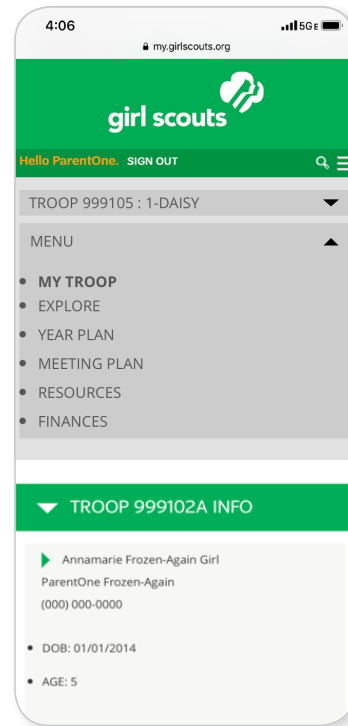 4:06
5G E
my.girlscouts.org
girl scouts
Hello ParentOne. SIGN OUT
TROOP 999105 : 1-DAISY
MENU
MY TROOP
EXPLORE
YEAR PLAN
MEETING PLAN
RESOURCES
FINANCES
TROOP 999102A INFO
Annamarie Frozen-Again Girl
ParentOne Frozen-Again
(000) 000-0000
DOB: 01/01/2014
AGE: 5